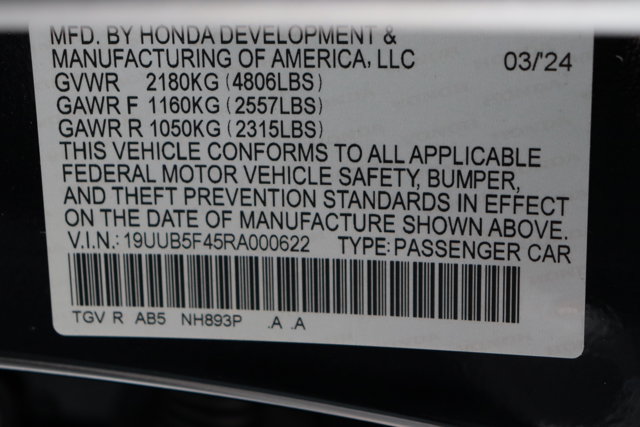 MFD. BY HONDA DEVELOPMENT &
MANUFACTURING OF AMERICA, LLC 03/'24
GVWR 2180KG (4806LBS)
GAWR F 1160KG (2557LBS)
GAWR R 1050KG (2315LBS)
THIS VEHICLE CONFORMS TO ALL APPLICABLE
FEDERAL MOTOR VEHICLE SAFETY, BUMPER,
AND THEFT PREVENTION STANDARDS IN EFFECT
ON THE DATE OF MANUFACTURE SHOWN ABOVE.
V.I.N.: 19UUB5F45RA000622 TYPE: PASSENGER CAR
TGV R AB5 NH893P .A .A